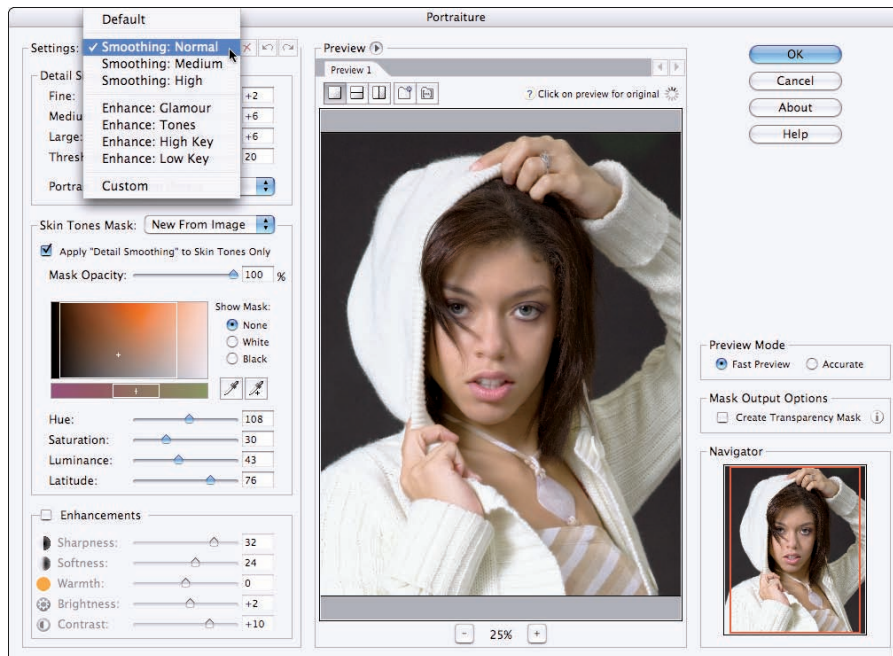 Portraiture
Default
Settings:
✓ Smoothing: Normal
Smoothing: Medium
Smoothing: High
Enhance: Glamour
Enhance: Tones
Enhance: High Key
Enhance: Low Key
Custom
Detail S
Fine: +2
Mediu +6
Large: +6
Thresh 20
Portra
Skin Tones Mask: New From Image
Apply "Detail Smoothing" to Skin Tones Only
Mask Opacity: 100 %
Show Mask:
None
White
Black
Hue: 108
Saturation: 30
Luminance: 43
Latitude: 76
Enhancements
Sharpness: 32
Softness: 24
Warmth: 0
Brightness: +2
Contrast: +10
Preview
Preview 1
? Click on preview for original
- 25% +
OK
Cancel
About
Help
Preview Mode
Fast Preview Accurate
Mask Output Options
Create Transparency Mask i
Navigator